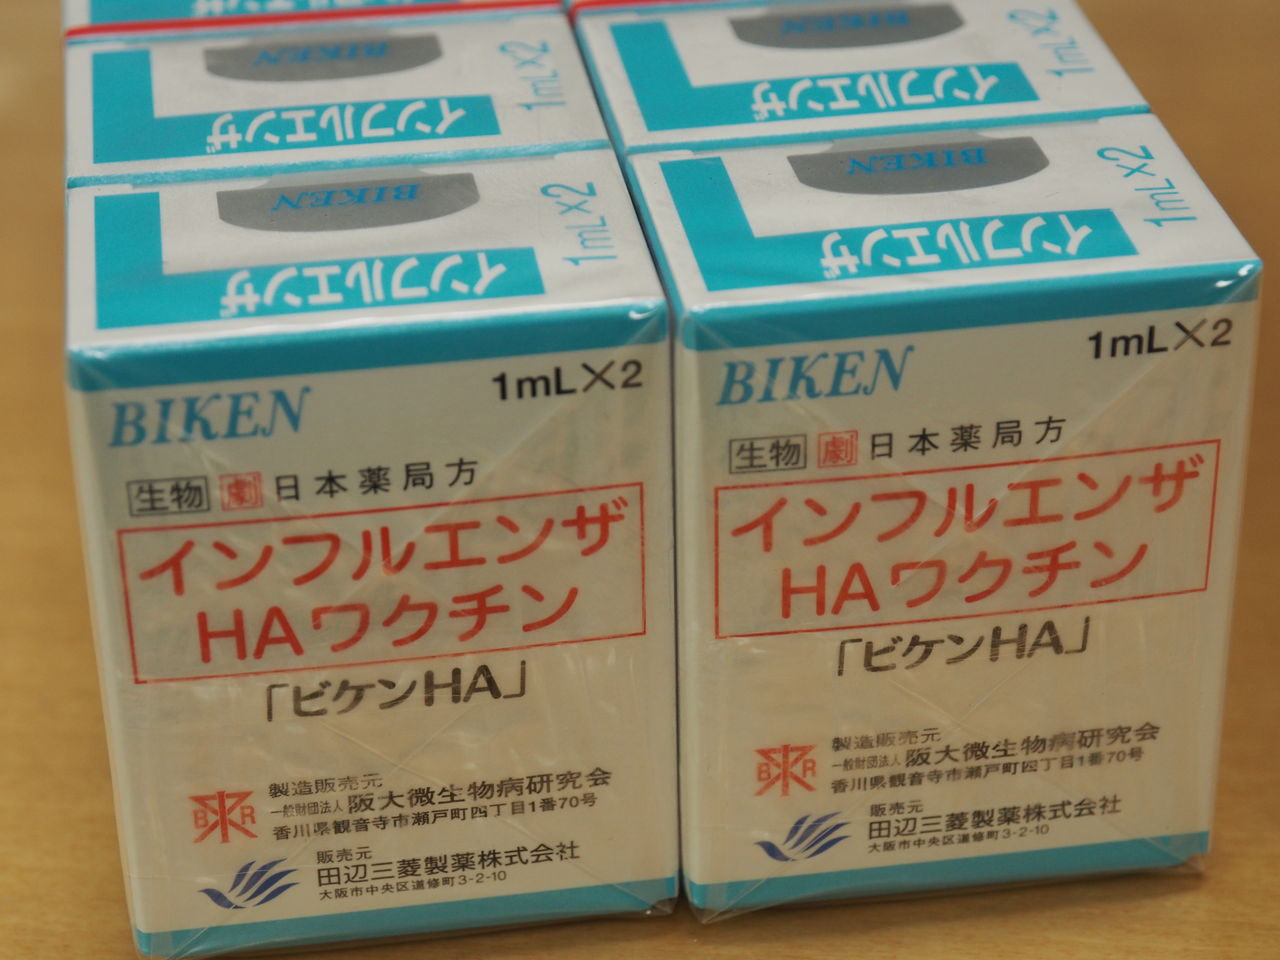 インフルエンザ
BIKEN
1mL×2
インフルエンザ
BIKEN
1mL×2
インフルエンザ
BIKEN
1mL×2
インフルエンザ
BIKEN
1mL×2
インフルエンザ
BIKEN
1mL×2
生物 劇 日本薬局方
インフルエンザ
HAワクチン
「ビケンHA」
製造販売元
一般財団法人 阪大微生物病研究会
香川県観音寺市瀬戸町四丁目1番70号
BR
販売元
田辺三菱製薬株式会社
大阪市中央区道修町3-2-10
BIKEN
1mL×2
生物 劇 日本薬局方
インフルエンザ
HAワクチン
「ビケンHA」
製造販売元
一般財団法人 阪大微生物病研究会
香川県観音寺市瀬戸町四丁目1番70号
BR
販売元
田辺三菱製薬株式会社
大阪市中央区道修町3-2-10